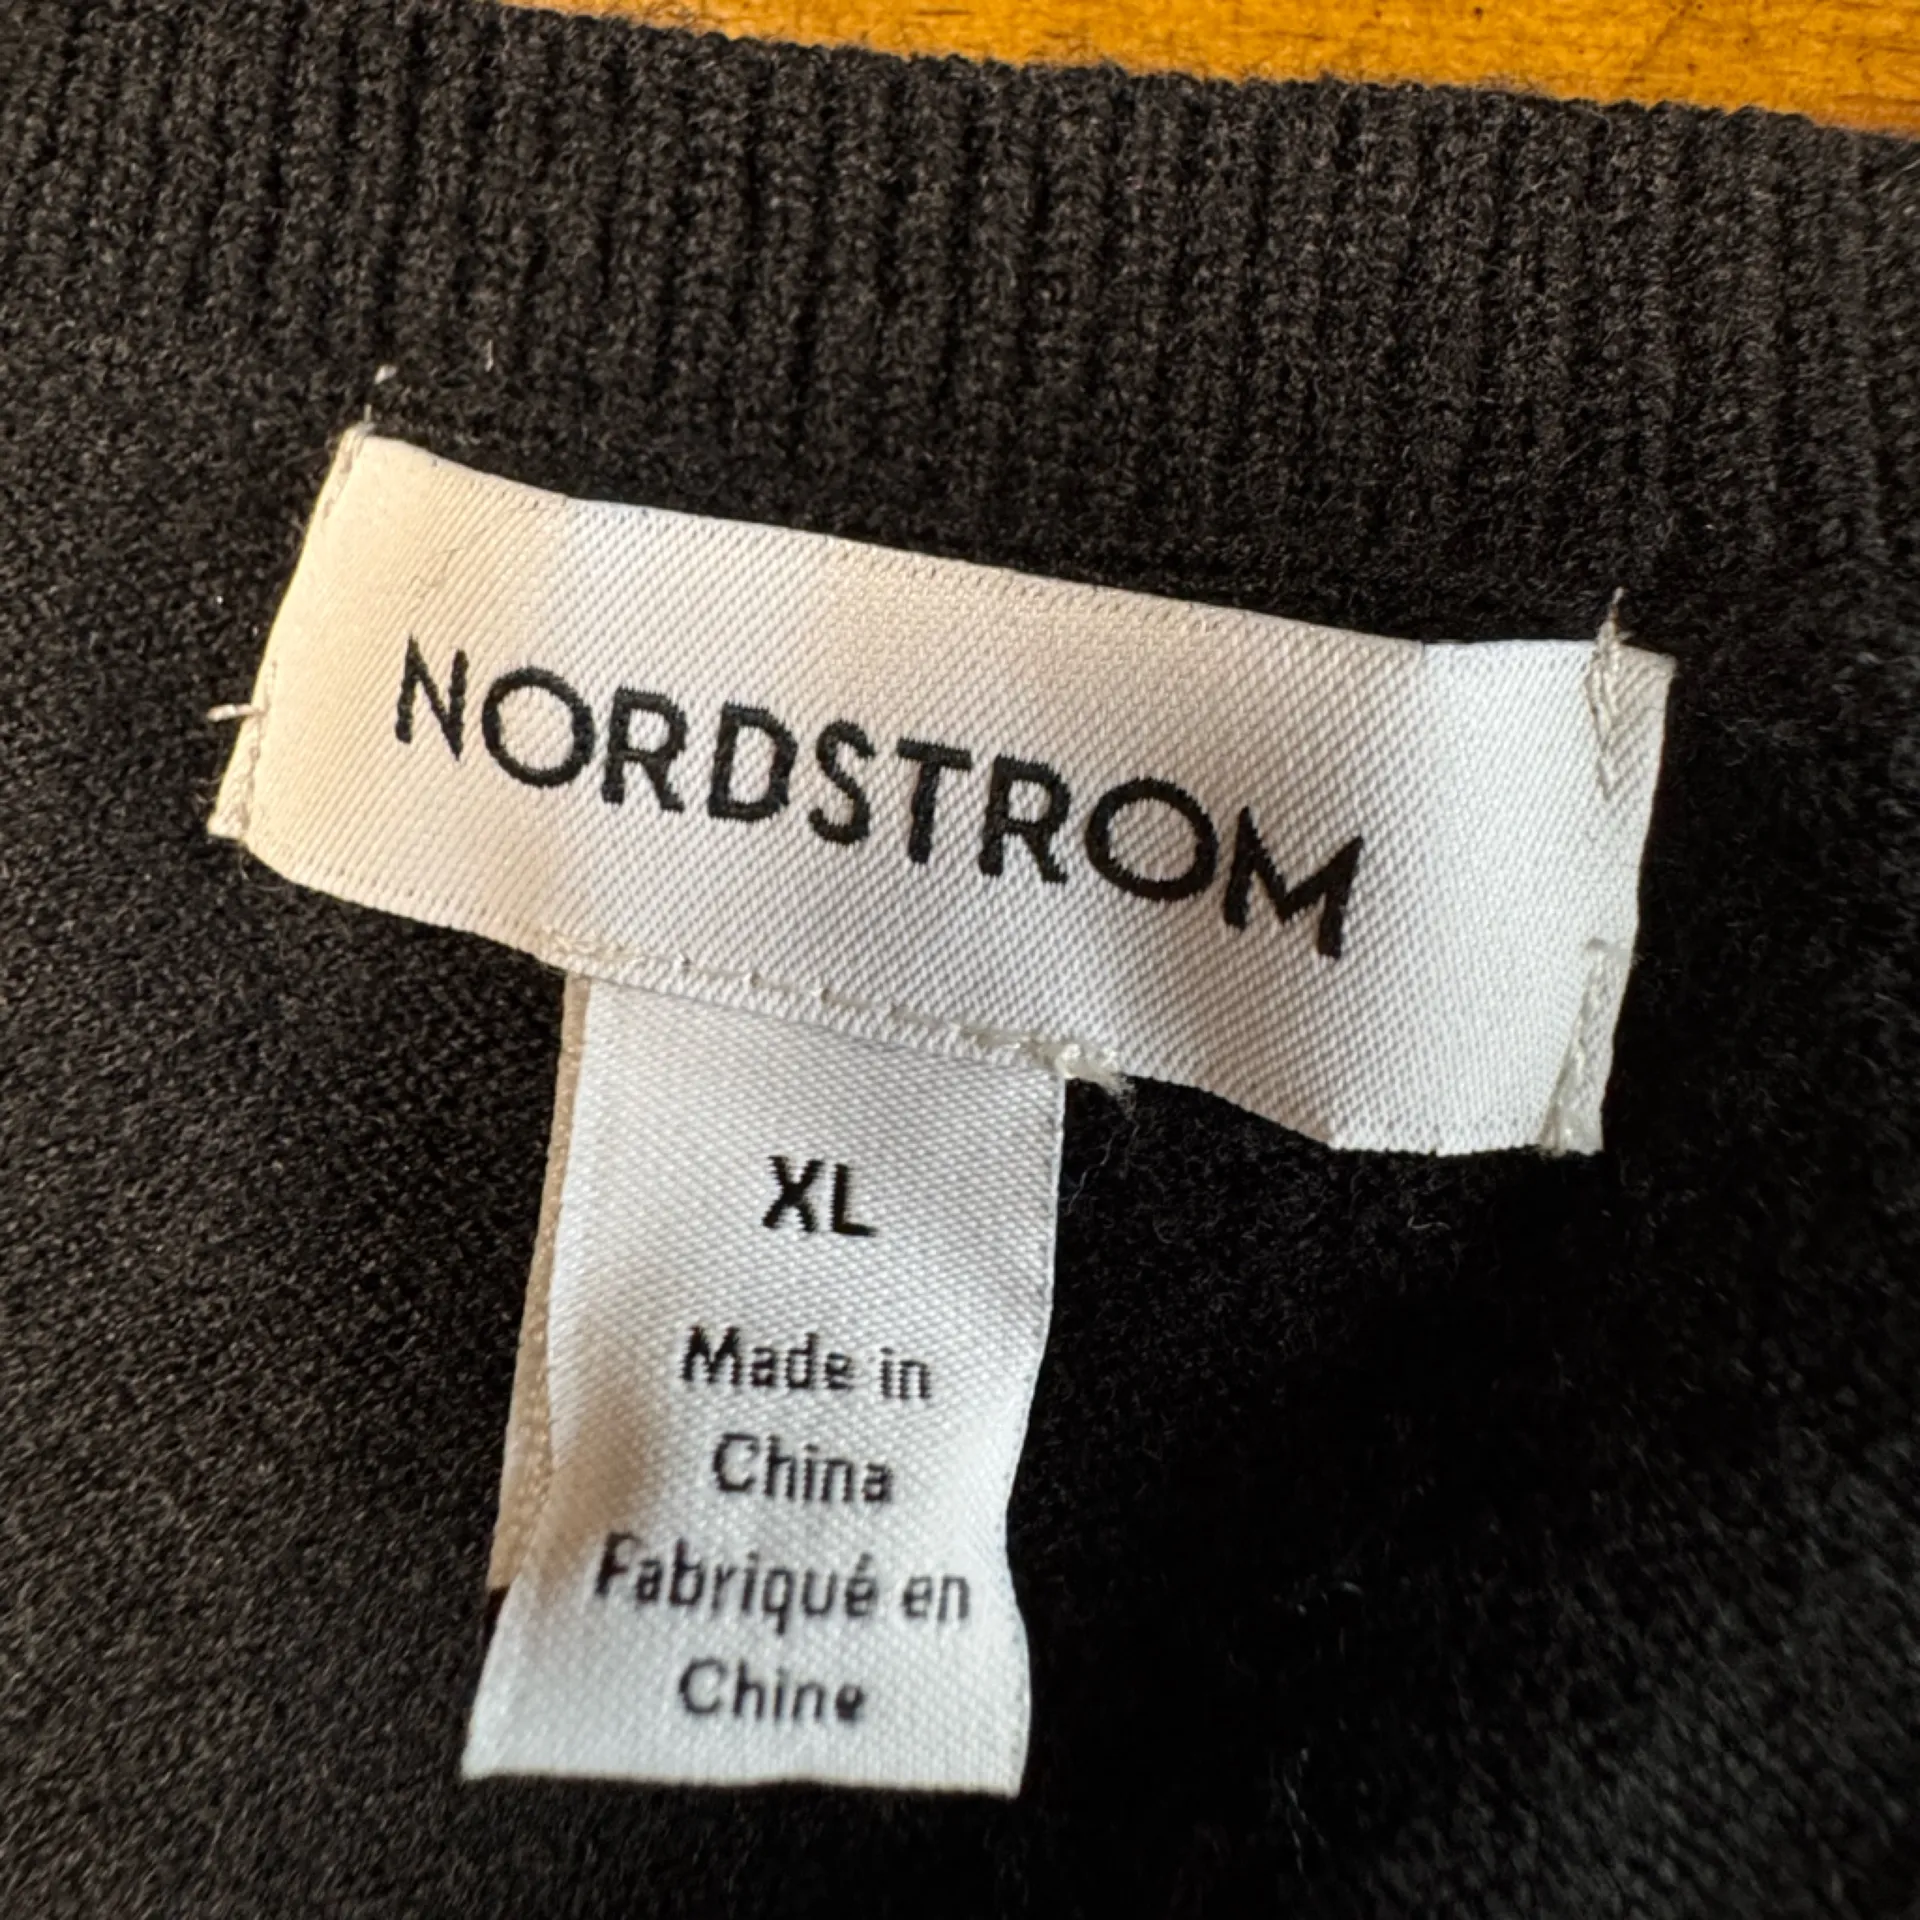 NORDSTROM
XL
Made in
China
Fabriqué en
Chine